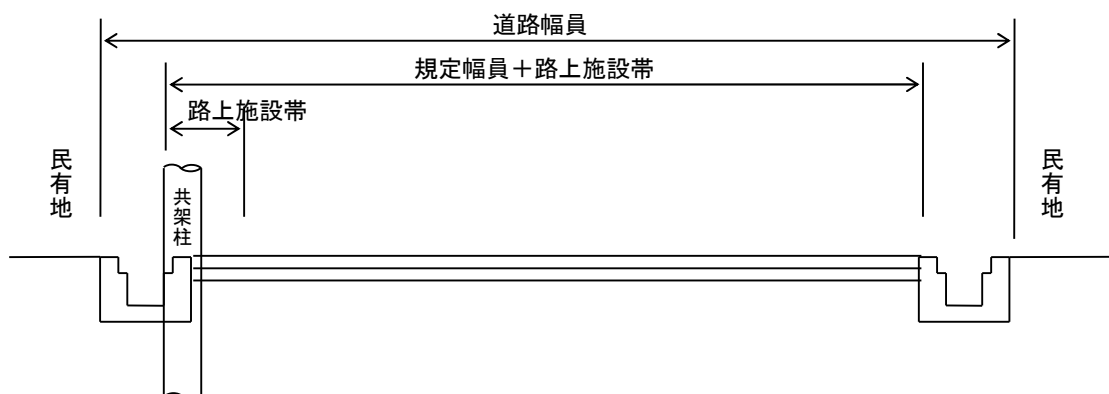 道路幅員
規定幅員＋路上施設帯
路上施設帯
民有地
共架柱
民有地